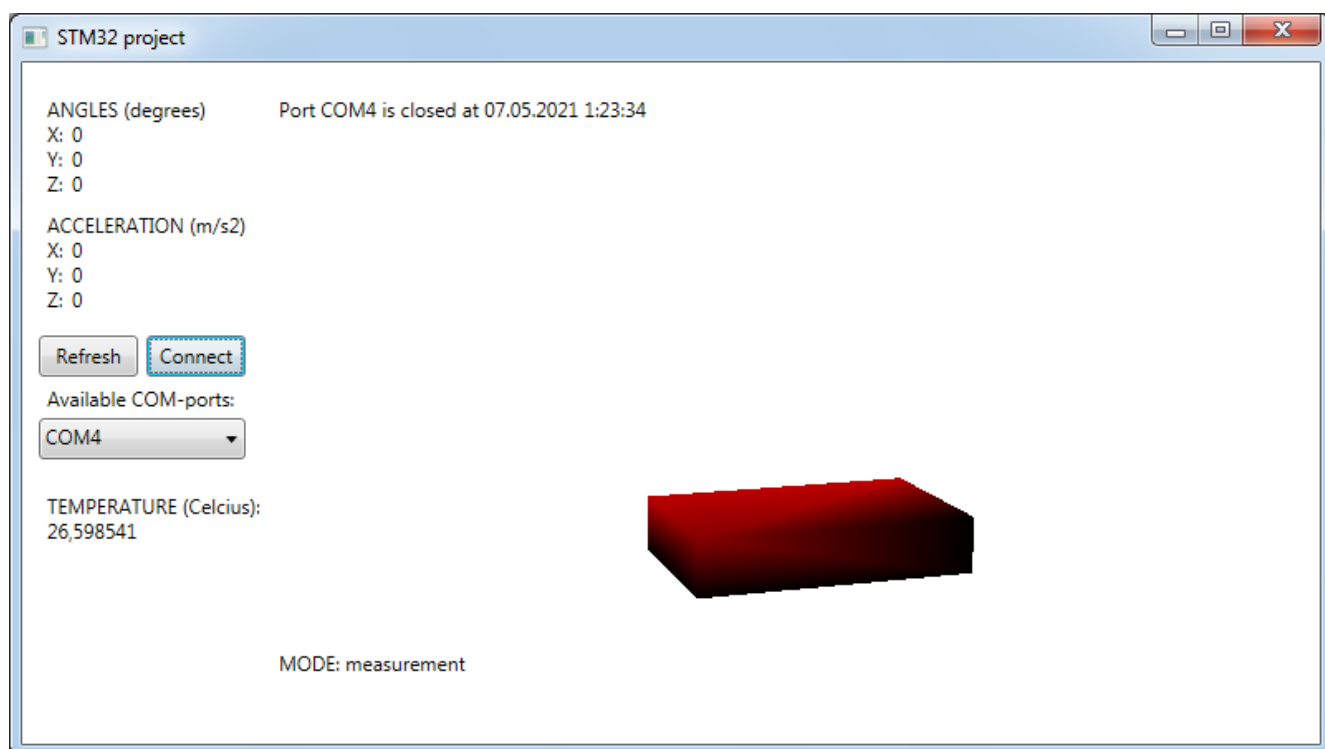 STM32 project
ANGLES (degrees)
X: 0
Y: 0
Z: 0
Port COM4 is closed at 07.05.2021 1:23:34
ACCELERATION (m/s2)
X: 0
Y: 0
Z: 0
Refresh
Connect
Available COM-ports:
COM4
TEMPERATURE (Celcius):
26,598541
MODE: measurement